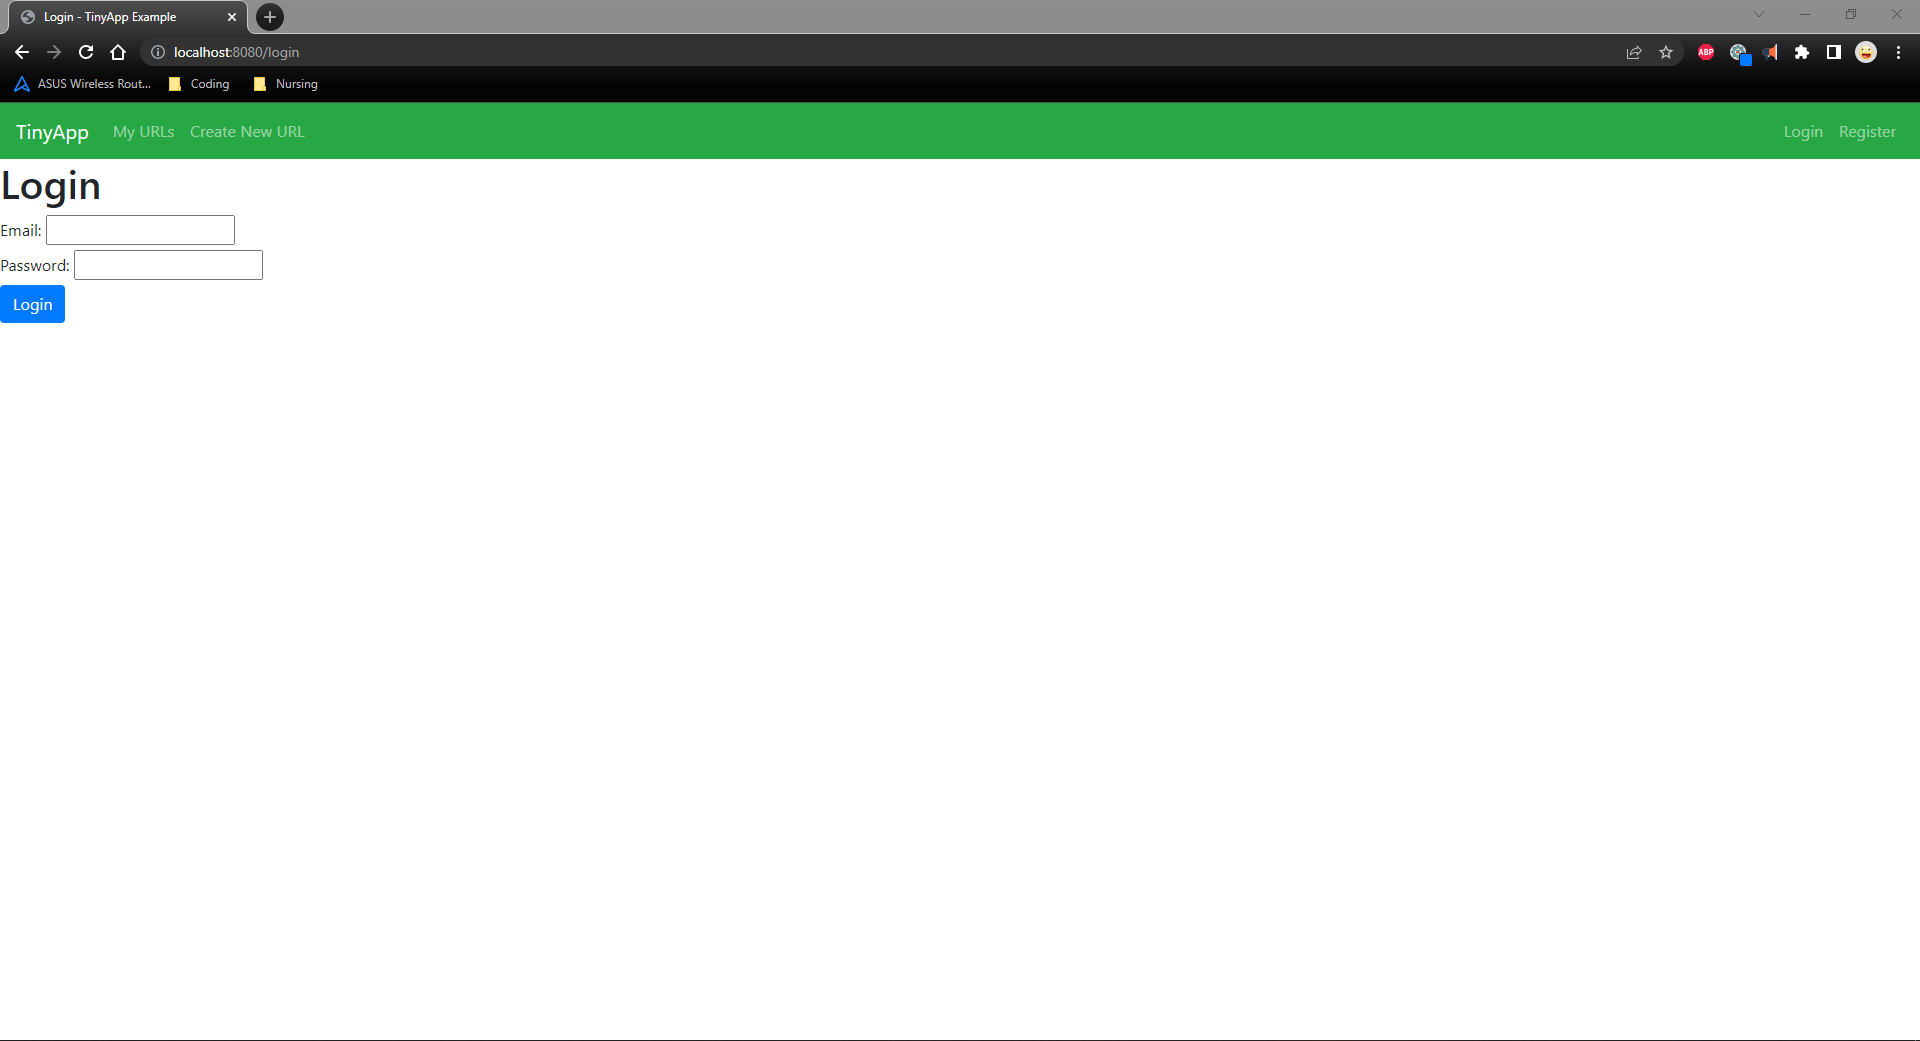 Login - TinyApp Example
localhost:8080/login
ABP
ASUS Wireless Rout... Coding Nursing
TinyApp My URLs Create New URL Login Register
Login
Email:
Password:
Login